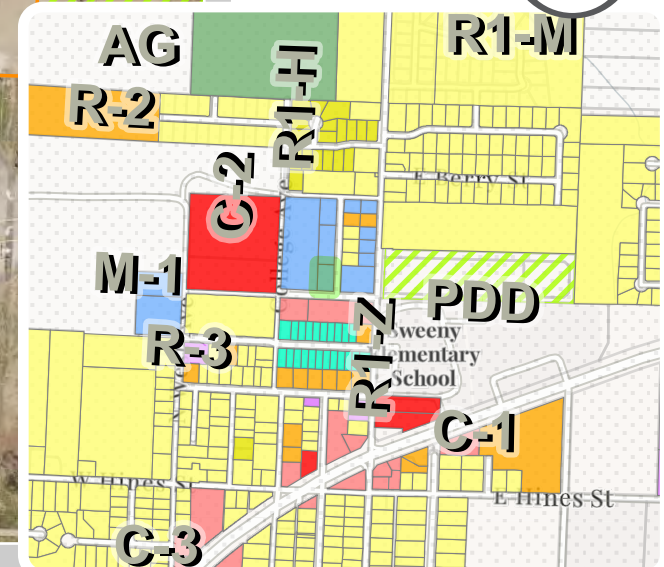 AG
R1-M
R1-H
R-2
E Berry St
C-2
M-1
PDD
R-3
R1-Z
Sweeny
Elementary
School
C-1
W Hines St
E Hines St
C-3